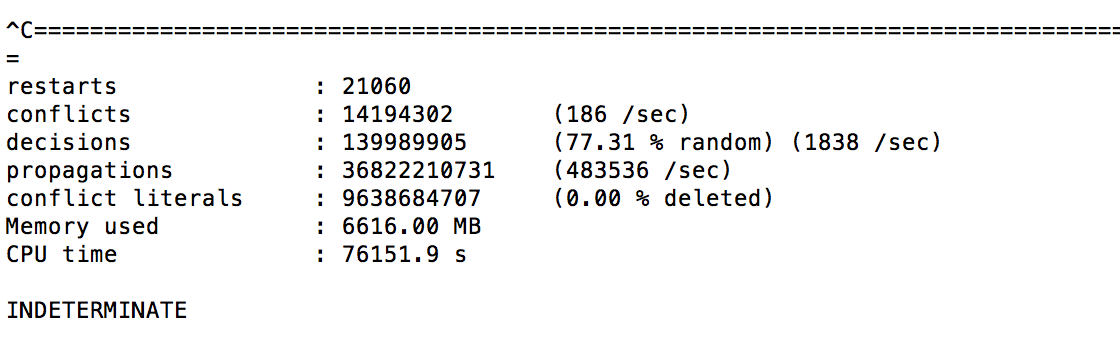 ^C==============================================================================
=
restarts              : 21060
conflicts             : 14194302       (186 /sec)
decisions             : 139989905      (77.31 % random) (1838 /sec)
propagations          : 36822210731    (483536 /sec)
conflict literals     : 9638684707     (0.00 % deleted)
Memory used           : 6616.00 MB
CPU time              : 76151.9 s
INDETERMINATE